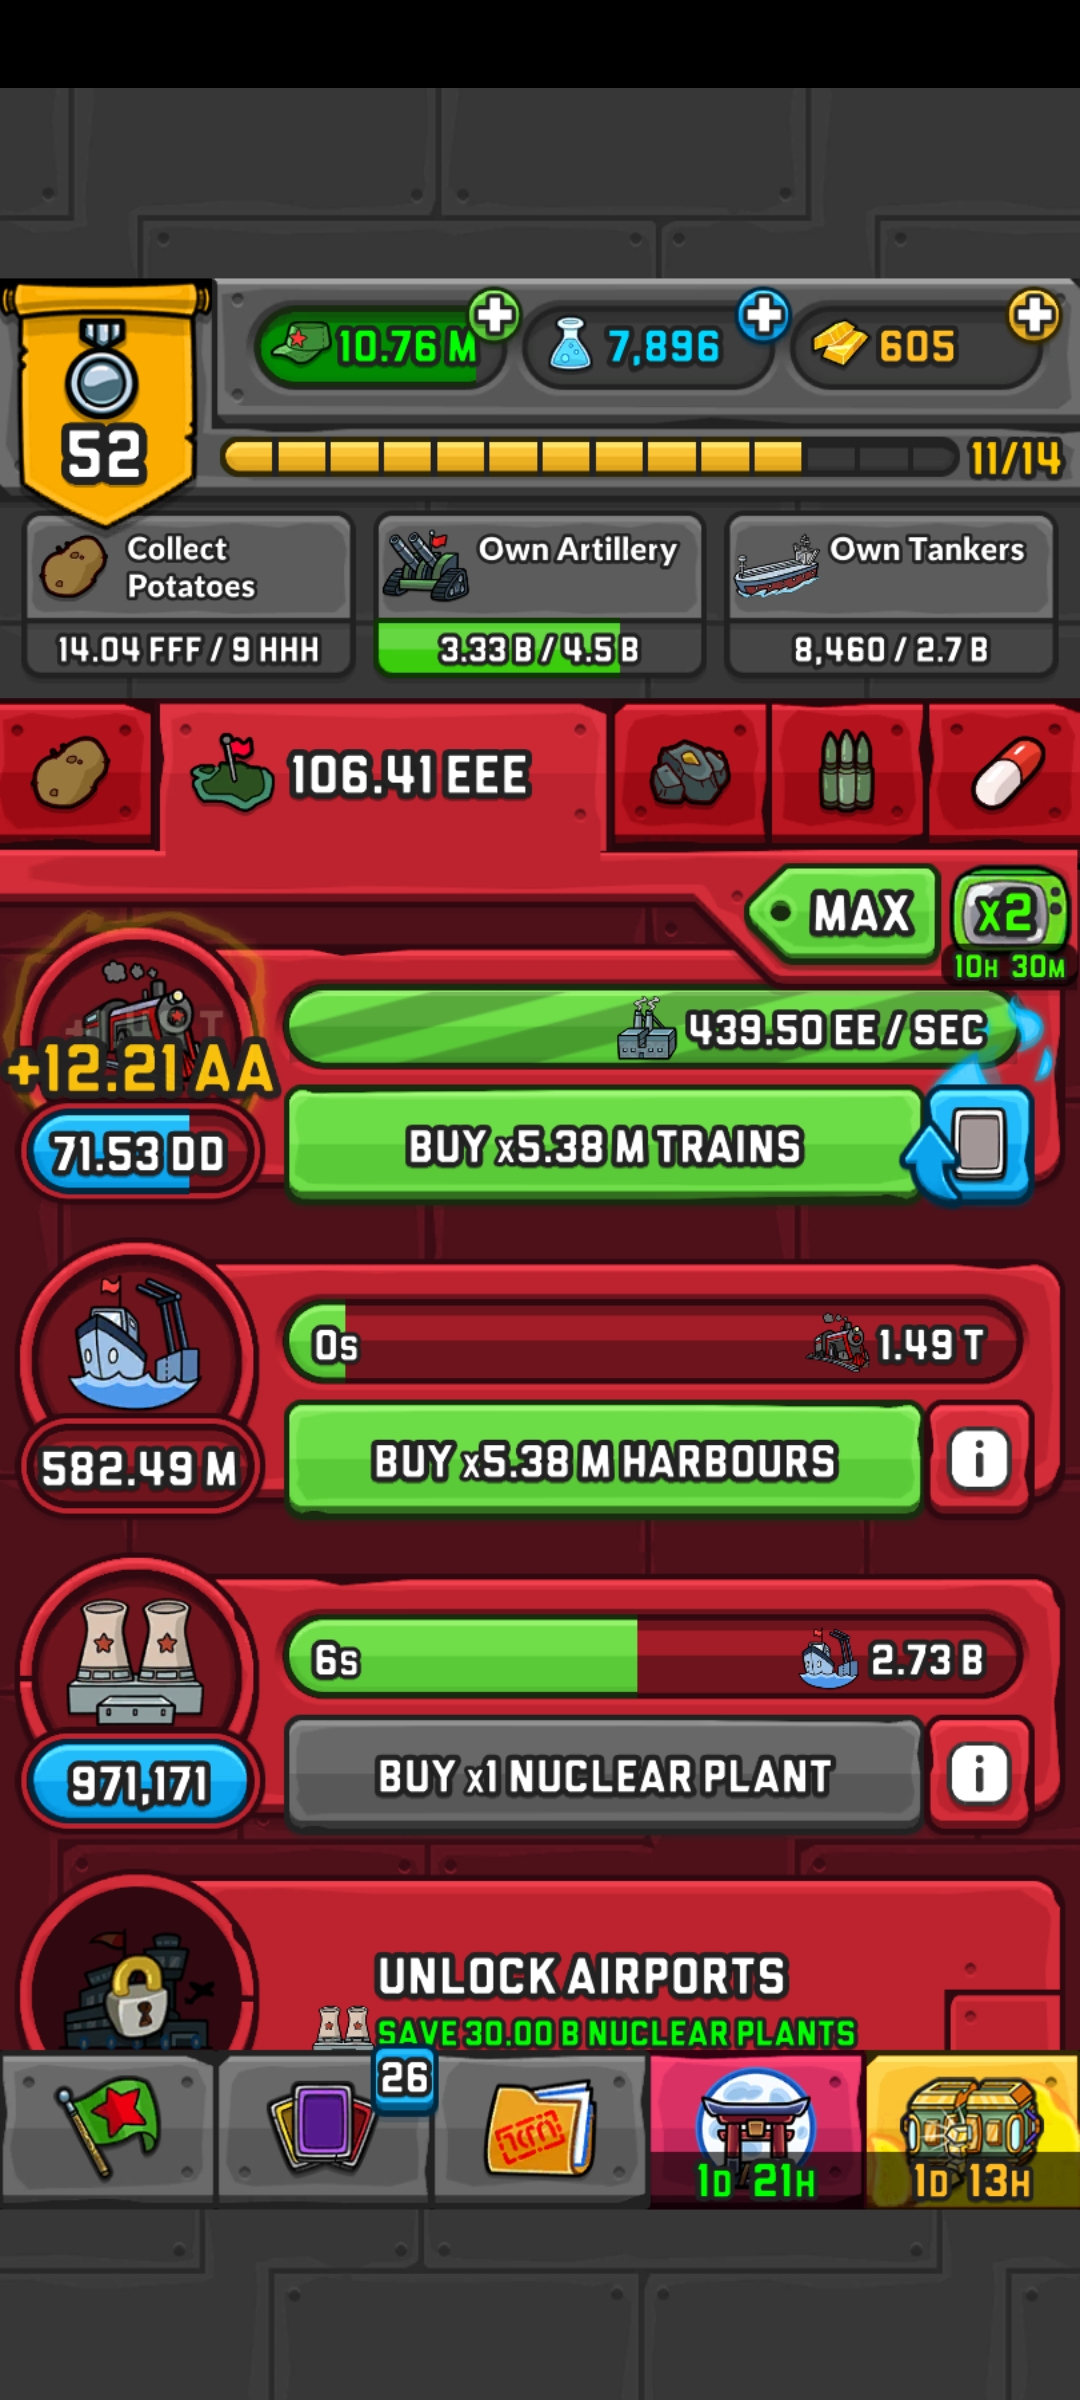 10.76 M
7,896
605
52
11/14
Collect
Potatoes
14.04 FFF / 9 HHH
Own Artillery
3.33 B / 4.5 B
Own Tankers
8,460 / 2.7 B
106.41 EEE
MAX
x2
10H 30M
439.50 EE / SEC
+12.21 AA
71.53 DD
BUY x5.38 M TRAINS
0s
1.49 T
582.49 M
BUY x5.38 M HARBOURS
i
6s
2.73 B
971,171
BUY x1 NUCLEAR PLANT
i
UNLOCK AIRPORTS
SAVE 30.00 B NUCLEAR PLANTS
26
1D 21H
1D 13H